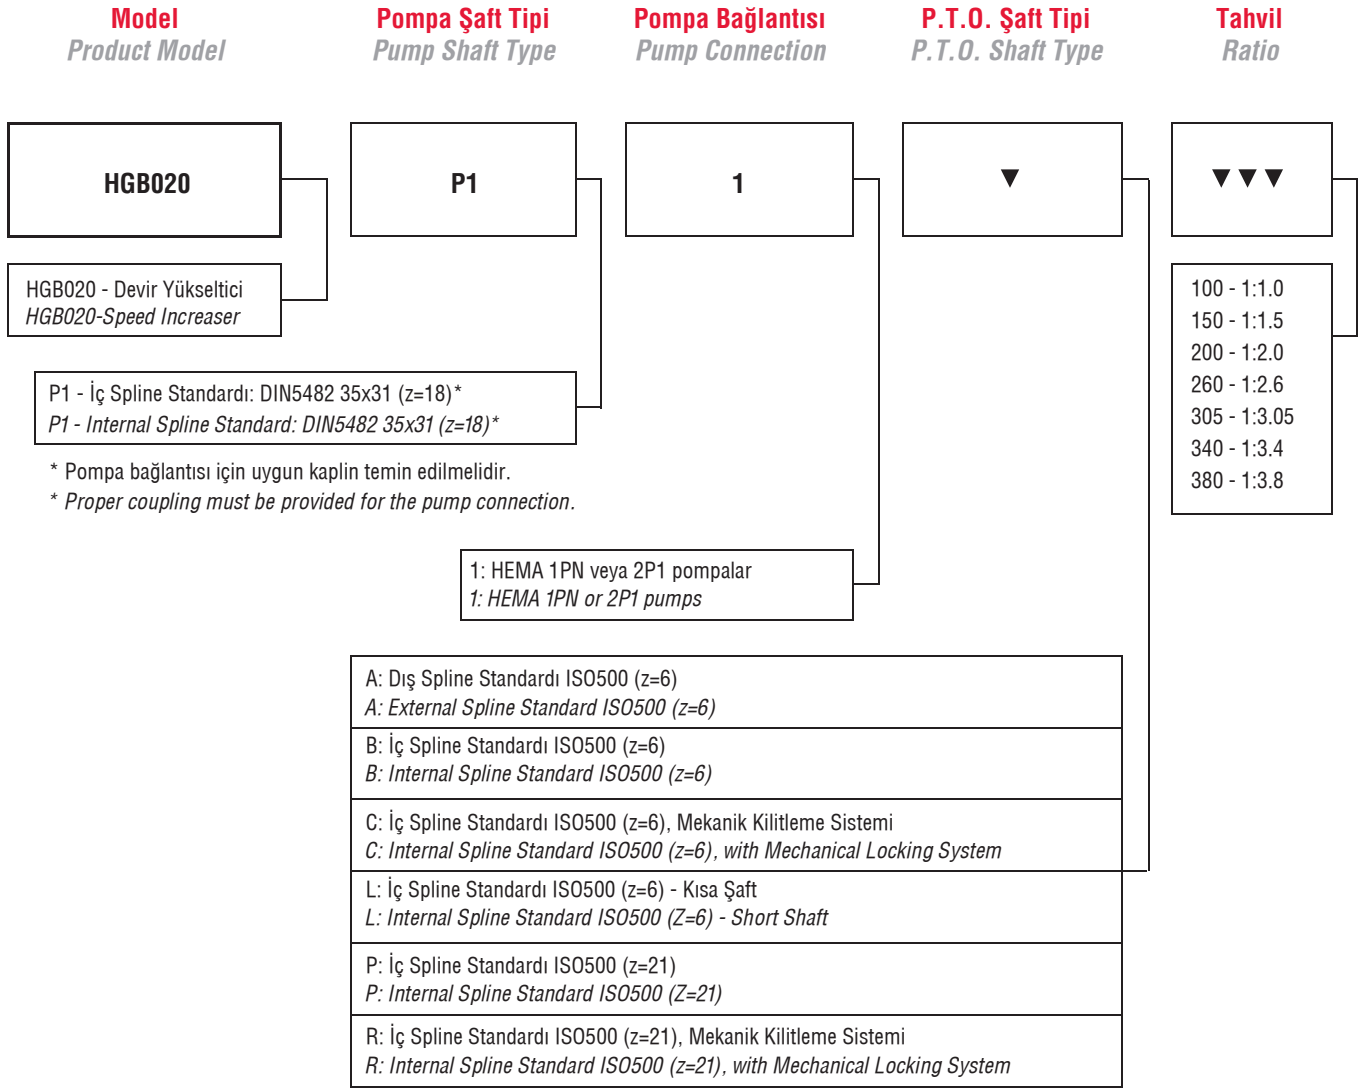 Model
Product Model
Pompa Şaft Tipi
Pump Shaft Type
Pompa Bağlantısı
Pump Connection
P.T.O. Şaft Tipi
P.T.O. Shaft Type
Tahvil
Ratio
HGB020
P1
1
▼
▼▼▼
HGB020 - Devir Yükseltici
HGB020-Speed Increaser
100 - 1:1.0
150 - 1:1.5
200 - 1:2.0
260 - 1:2.6
305 - 1:3.05
340 - 1:3.4
380 - 1:3.8
P1 - İç Spline Standardı: DIN5482 35x31 (z=18)*
P1 - Internal Spline Standard: DIN5482 35x31 (z=18)*
* Pompa bağlantısı için uygun kaplin temin edilmelidir.
* Proper coupling must be provided for the pump connection.
1: HEMA 1PN veya 2P1 pompalar
1: HEMA 1PN or 2P1 pumps
A: Dış Spline Standardı ISO500 (z=6)
A: External Spline Standard ISO500 (z=6)
B: İç Spline Standardı ISO500 (z=6)
B: Internal Spline Standard ISO500 (z=6)
C: İç Spline Standardı ISO500 (z=6), Mekanik Kilitleme Sistemi
C: Internal Spline Standard ISO500 (z=6), with Mechanical Locking System
L: İç Spline Standardı ISO500 (z=6) - Kısa Şaft
L: Internal Spline Standard ISO500 (Z=6) - Short Shaft
P: İç Spline Standardı ISO500 (z=21)
P: Internal Spline Standard ISO500 (Z=21)
R: İç Spline Standardı ISO500 (z=21), Mekanik Kilitleme Sistemi
R: Internal Spline Standard ISO500 (z=21), with Mechanical Locking System